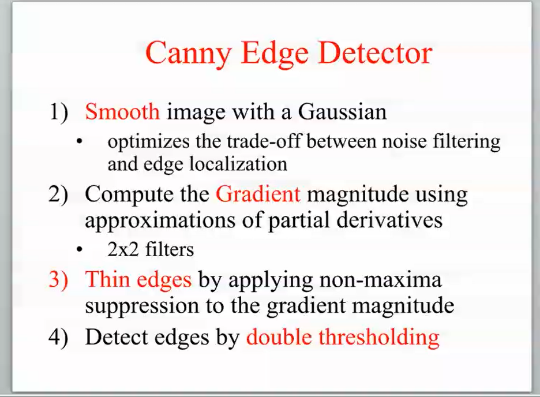 Canny Edge Detector
1) Smooth image with a Gaussian
• optimizes the trade-off between noise filtering
and edge localization
2) Compute the Gradient magnitude using
approximations of partial derivatives
• 2x2 filters
3) Thin edges by applying non-maxima
suppression to the gradient magnitude
4) Detect edges by double thresholding